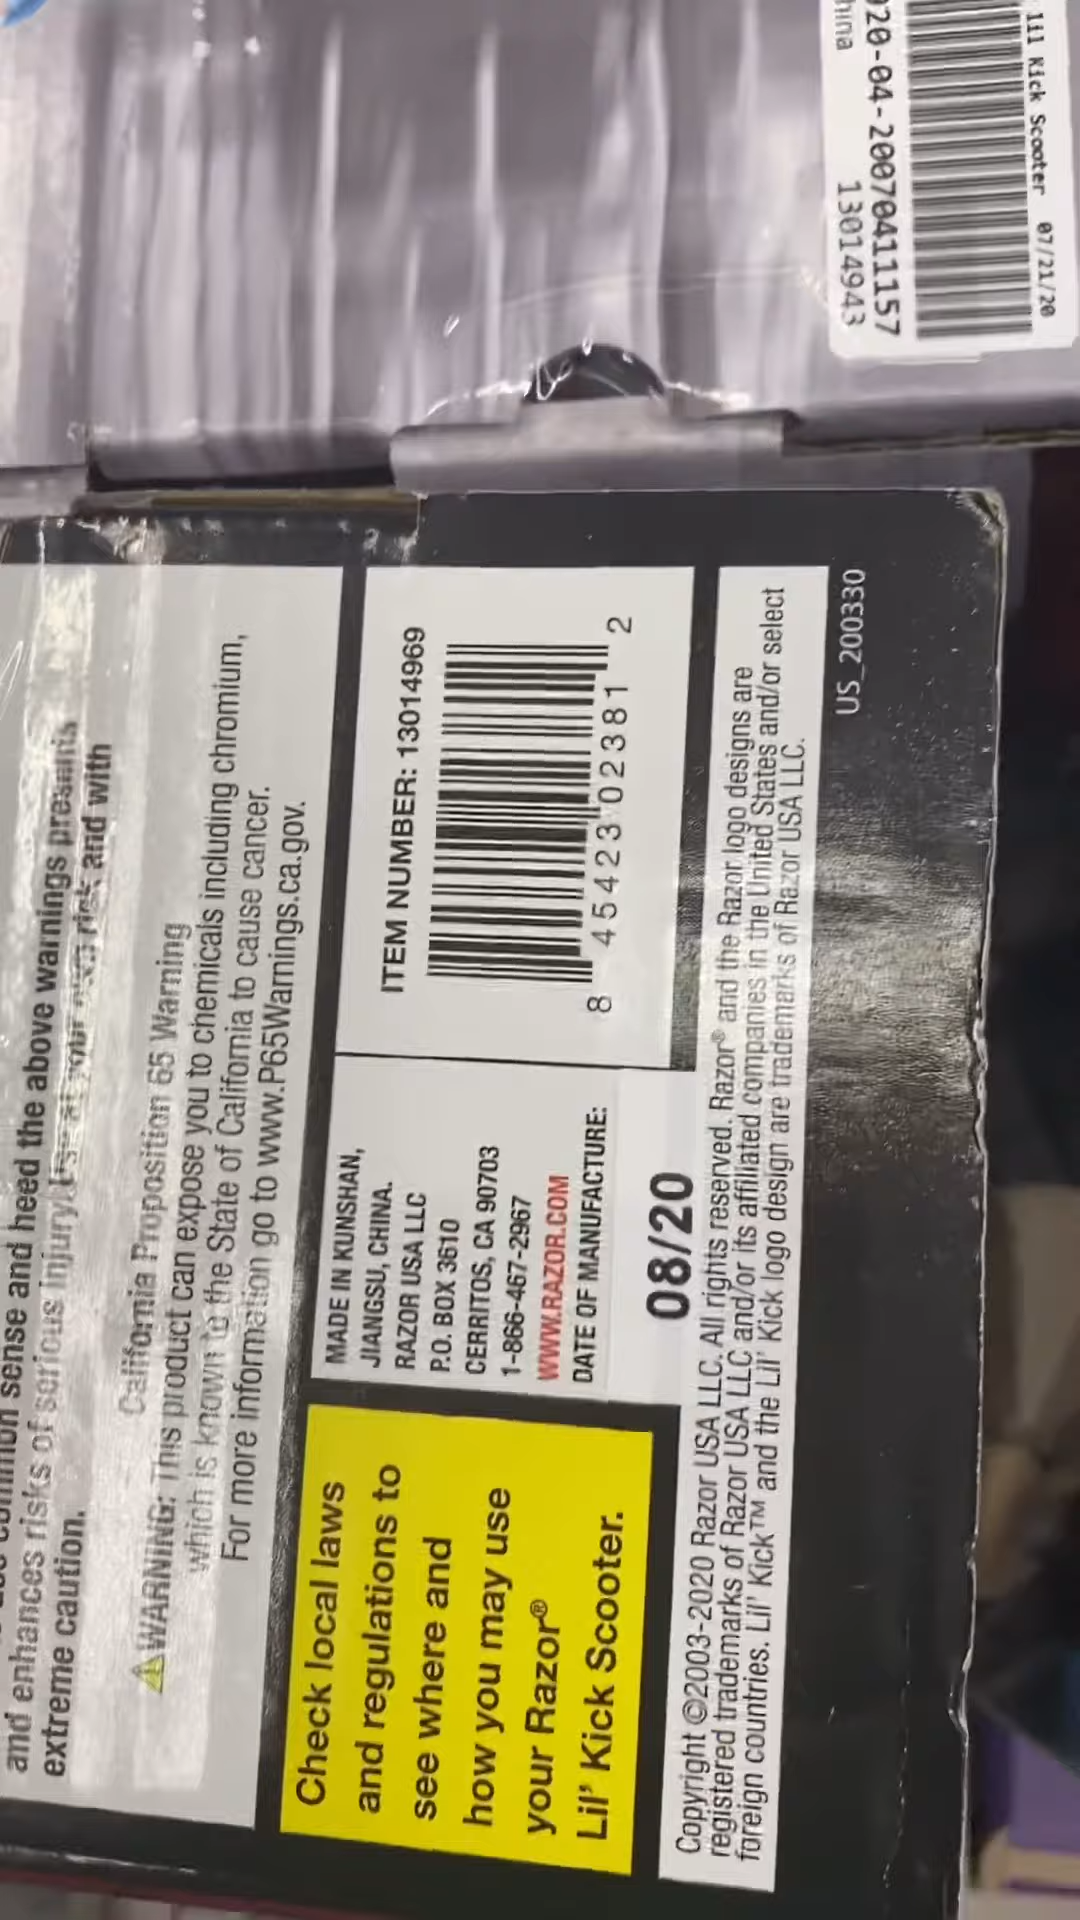 lil Kick Scooter 07/21/20
020-04-20070411157
hina 13014943
and enhances risks of serious injury. Use at your own risk and with
extreme caution.
California Proposition 65 Warning
WARNING: This product can expose you to chemicals including chromium,
which is known to the State of California to cause cancer.
For more information go to www.P65Warnings.ca.gov.
Check local laws
and regulations to
see where and
how you may use
your Razor®
Lil' Kick Scooter.
MADE IN KUNSHAN,
JIANGSU, CHINA.
RAZOR USA LLC
P.O. BOX 3610
CERRITOS, CA 90703
1-866-467-2967
WWW.RAZOR.COM
DATE OF MANUFACTURE:
08/20
ITEM NUMBER: 13014969
8 45423 02381 2
Copyright ©2003-2020 Razor USA LLC. All rights reserved. Razor® and the Razor logo designs are
registered trademarks of Razor USA LLC and/or its affiliated companies in the United States and/or select
foreign countries. Lil' Kick™ and the Lil' Kick logo design are trademarks of Razor USA LLC.
US_200330